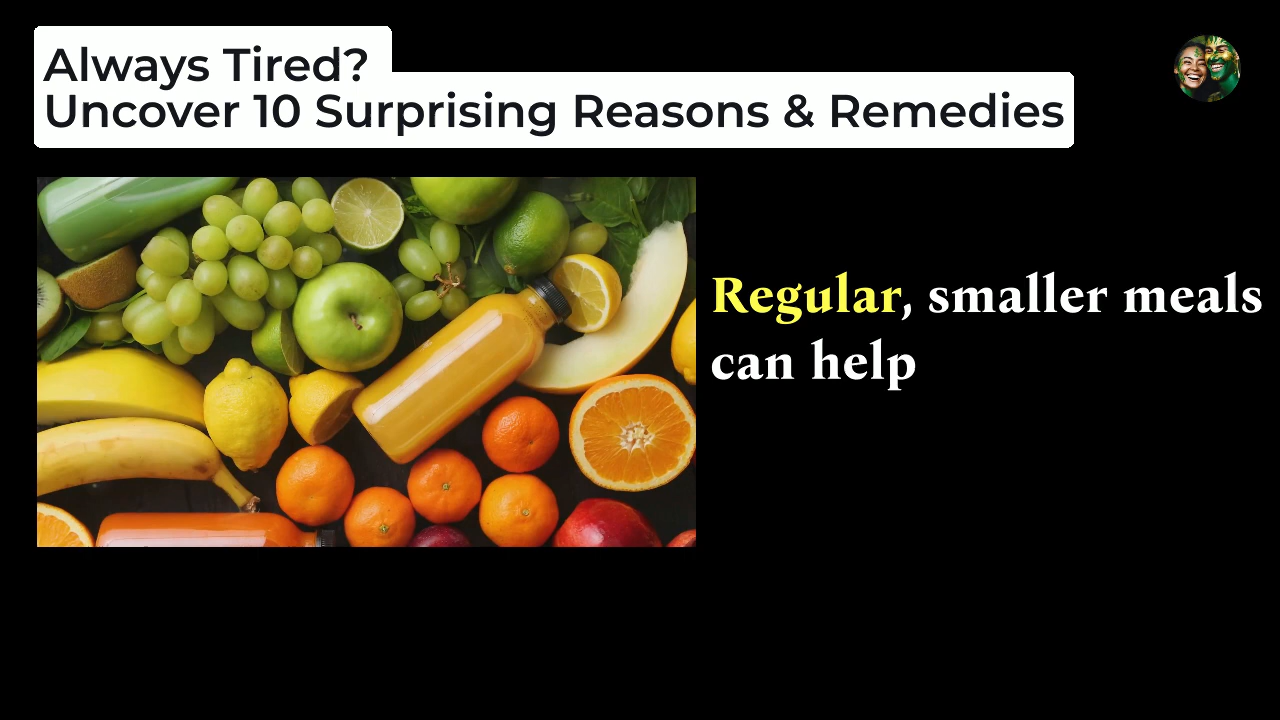 Always Tired?
Uncover 10 Surprising Reasons & Remedies
Regular, smaller meals
can help